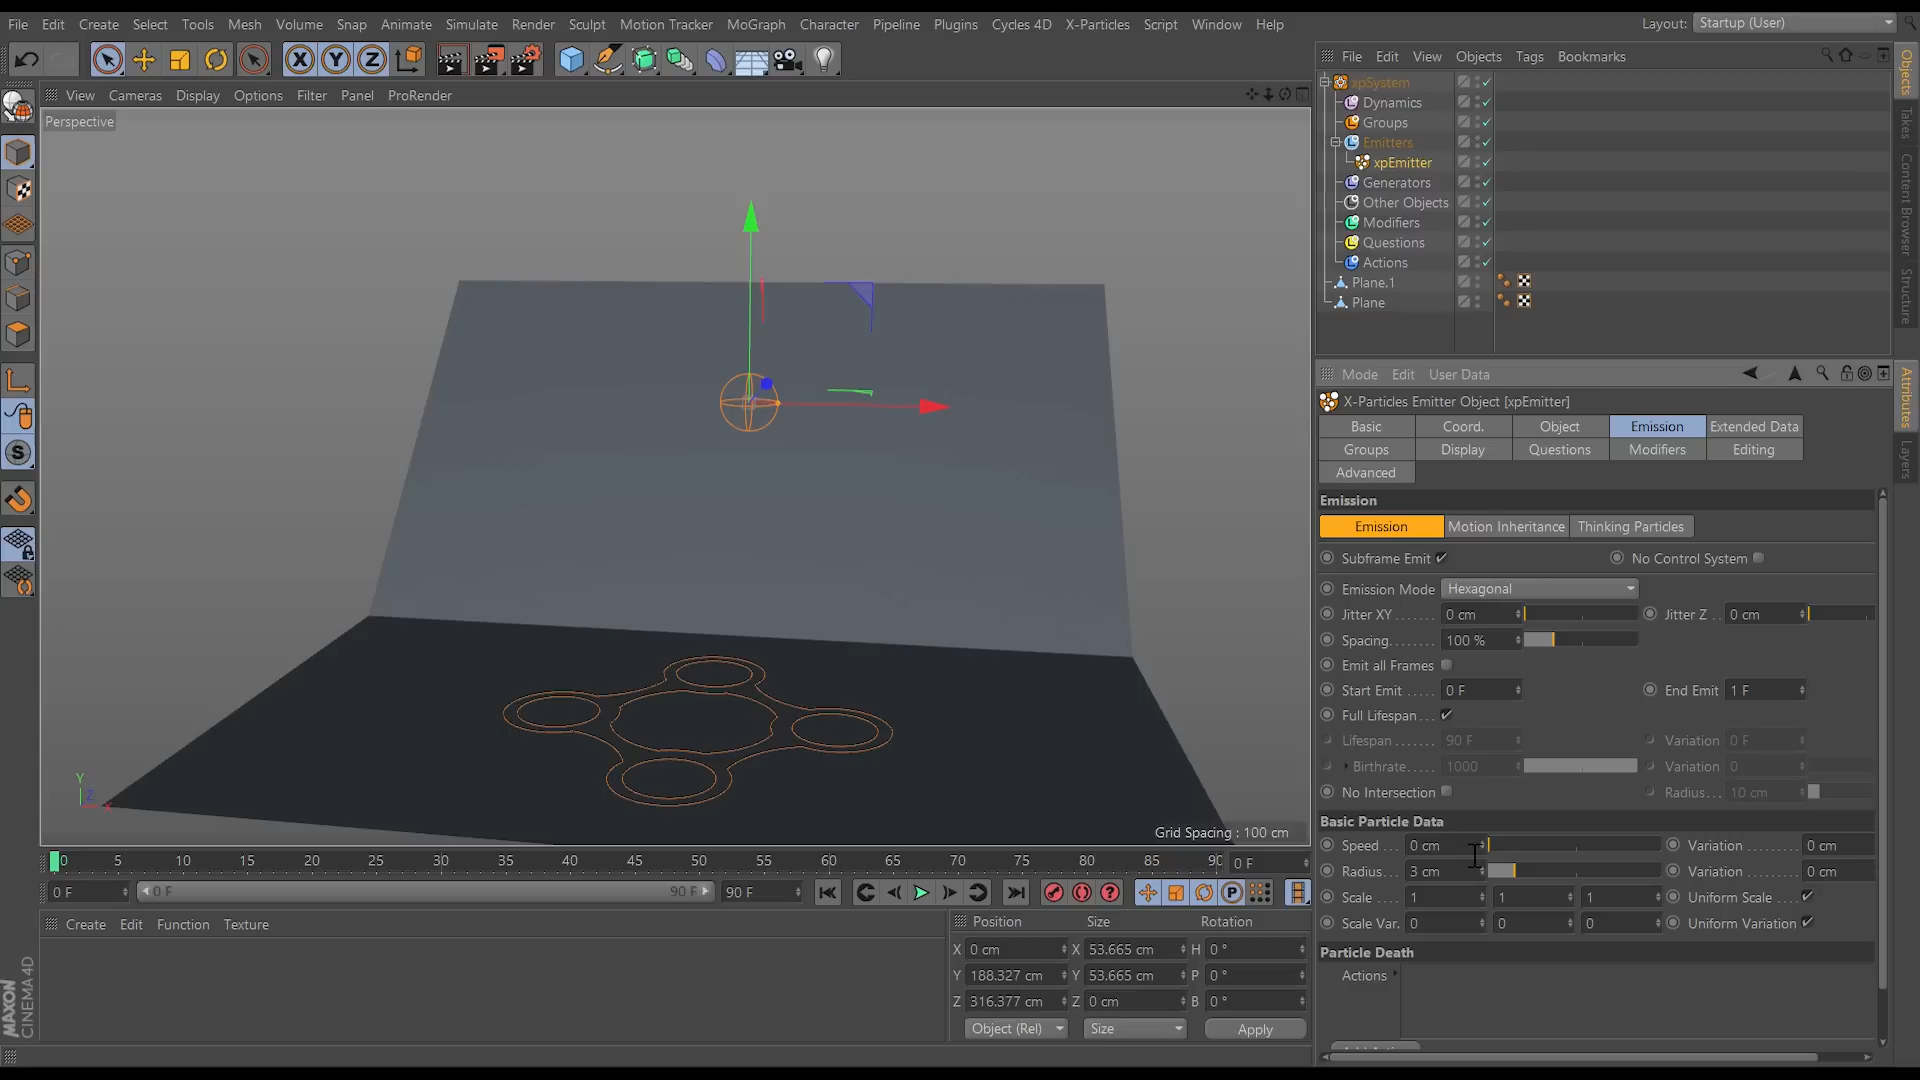 File Edit Create Select Tools Mesh Volume Snap Animate Simulate Render Sculpt Motion Tracker MoGraph Character Pipeline Plugins Cycles 4D X-Particles Script Window Help Layout: Startup (User)
X Y Z
View Cameras Display Options Filter Panel ProRender
Perspective
Grid Spacing : 100 cm
Y
Z
X
0 5 10 15 20 25 30 35 40 45 50 55 60 65 70 75 80 85 90 0 F
0 F 0 F 90 F 90 F
Create Edit Function Texture
MAXON
CINEMA 4D
Position Size Rotation
X 0 cm X 53.665 cm H 0 °
Y 188.327 cm Y 53.665 cm P 0 °
Z 316.377 cm Z 0 cm B 0 °
Object (Rel) Size Apply
File Edit View Objects Tags Bookmarks
xpSystem
Dynamics
Groups
Emitters
xpEmitter
Generators
Other Objects
Modifiers
Questions
Actions
Plane.1
Plane
Objects
Takes
Content Browser
Structure
Attributes
Layers
Mode Edit User Data
X-Particles Emitter Object [xpEmitter]
Basic Coord. Object Emission Extended Data
Groups Display Questions Modifiers Editing
Advanced
Emission
Emission Motion Inheritance Thinking Particles
Subframe Emit No Control System
Emission Mode Hexagonal
Jitter XY 0 cm Jitter Z 0 cm
Spacing 100 %
Emit all Frames
Start Emit 0 F End Emit 1 F
Full Lifespan
Lifespan 90 F Variation 0 F
Birthrate 1000 Variation 0
No Intersection Radius 10 cm
Basic Particle Data
Speed 0 cm Variation 0 cm
Radius 3 cm Variation 0 cm
Scale 1 1 1 Uniform Scale
Scale Var. 0 0 0 Uniform Variation
Particle Death
Actions